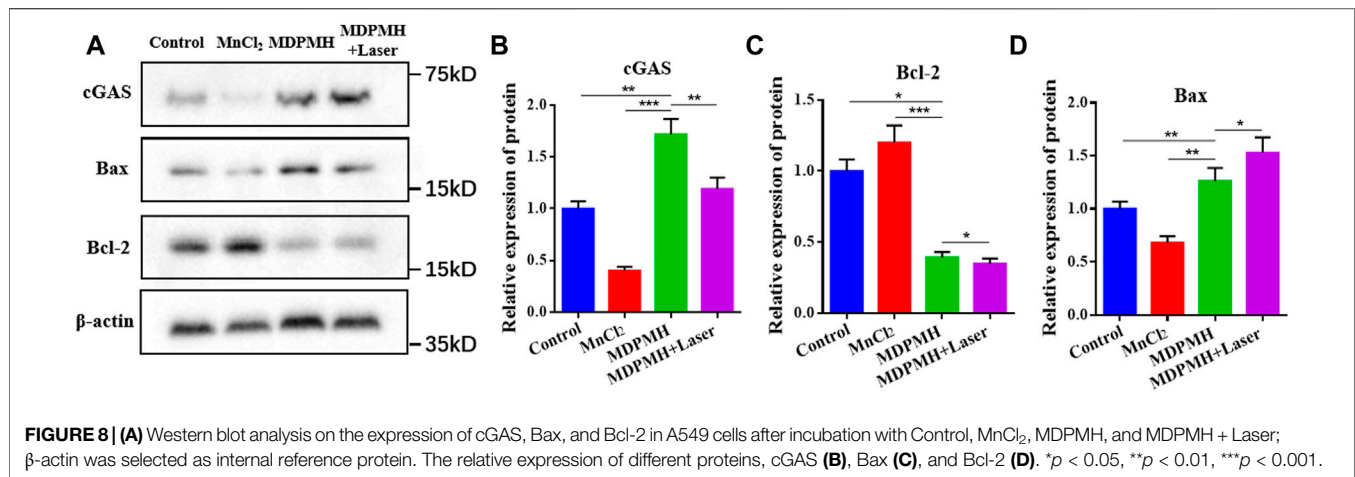 A
Control MnCl₂ MDPMH MDPMH
+Laser
cGAS
75kD
Bax
15kD
Bcl-2
15kD
β-actin
35kD
B
cGAS
Relative expression of protein
2.0
1.5
1.0
0.5
0.0
**
***
**
Control
MnCl₂
MDPMH
MDPMH+Laser
C
Bcl-2
Relative expression of protein
1.5
1.0
0.5
0.0
*
***
*
Control
MnCl₂
MDPMH
MDPMH+Laser
D
Bax
Relative expression of protein
2.0
1.5
1.0
0.5
0.0
**
**
*
Control
MnCl₂
MDPMH
MDPMH+Laser
FIGURE 8 | (A) Western blot analysis on the expression of cGAS, Bax, and Bcl-2 in A549 cells after incubation with Control, MnCl₂, MDPMH, and MDPMH + Laser;
β-actin was selected as internal reference protein. The relative expression of different proteins, cGAS (B), Bax (C), and Bcl-2 (D). *p < 0.05, **p < 0.01, ***p < 0.001.